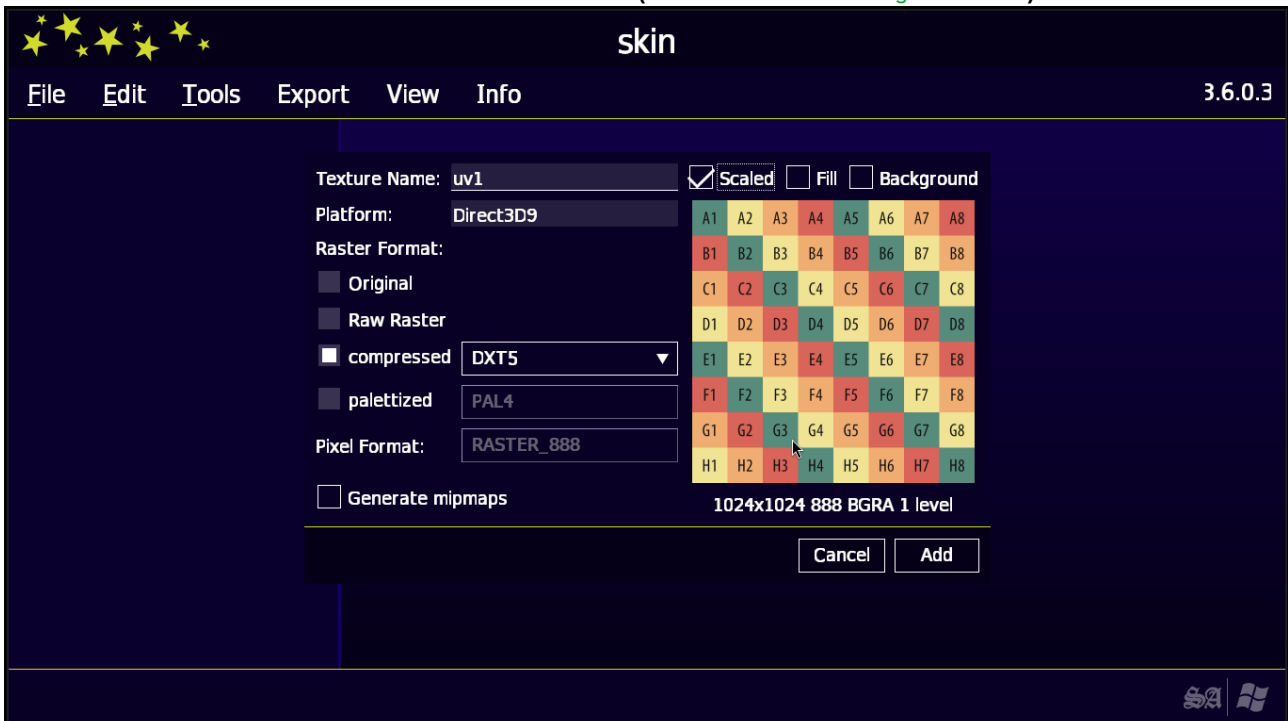 skin
File Edit Tools Export View Info 3.6.0.3
Texture Name: uv1 Scaled Fill Background
Platform: Direct3D9
Raster Format:
Original
Raw Raster
compressed DXT5
palettized PAL4
Pixel Format: RASTER_888
Generate mipmaps
A1 A2 A3 A4 A5 A6 A7 A8
B1 B2 B3 B4 B5 B6 B7 B8
C1 C2 C3 C4 C5 C6 C7 C8
D1 D2 D3 D4 D5 D6 D7 D8
E1 E2 E3 E4 E5 E6 E7 E8
F1 F2 F3 F4 F5 F6 F7 F8
G1 G2 G3 G4 G5 G6 G7 G8
H1 H2 H3 H4 H5 H6 H7 H8
1024x1024 888 BGRA 1 level
Cancel Add
SA